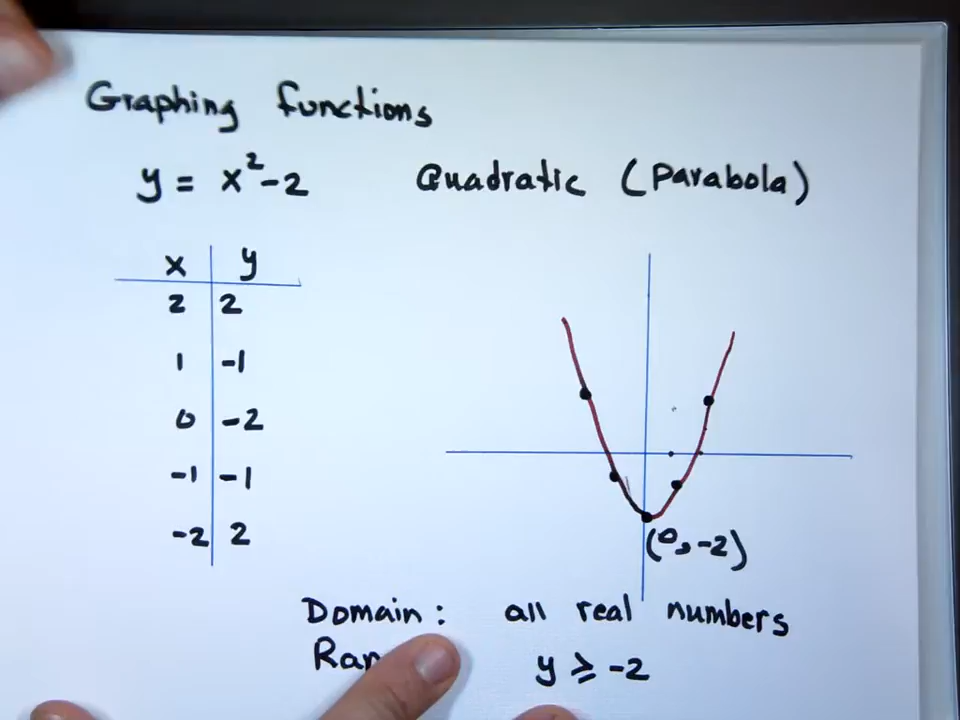 Graphing functions
y = x²-2 Quadratic (Parabola)
x y
2 2
1 -1
0 -2
-1 -1
-2 2
(0, -2)
Domain: all real numbers
y ≥ -2